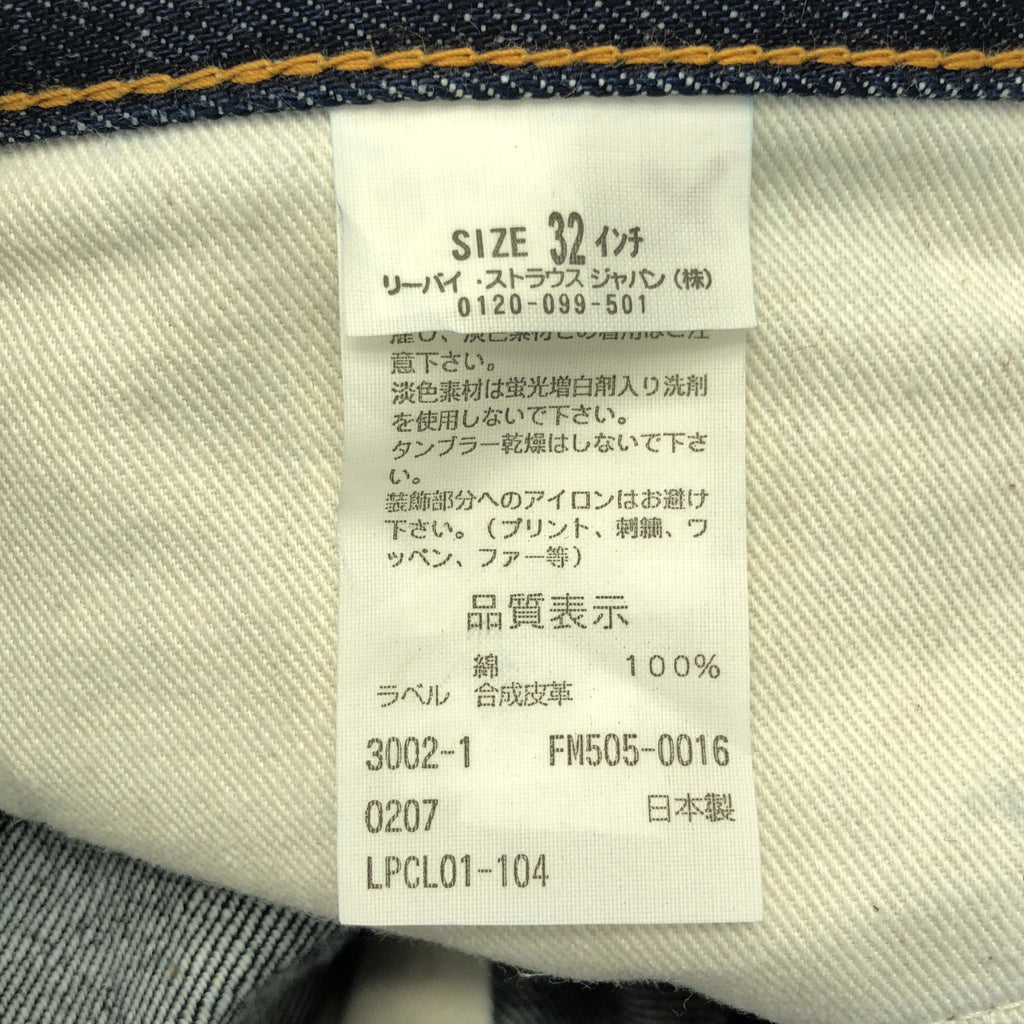 SIZE 32 インチ
リーバイ・ストラウス ジャパン(株)
0120-099-501
意下さい。
淡色素材は蛍光増白剤入り洗剤
を使用しないで下さい。
タンブラー乾燥はしないで下さ
い。
装飾部分へのアイロンはお避け
下さい。(プリント、刺繍、ワ
ッペン、ファー等)
品質表示
綿 100%
ラベル 合成皮革
3002-1 FM505-0016
0207 日本製
LPCL01-104